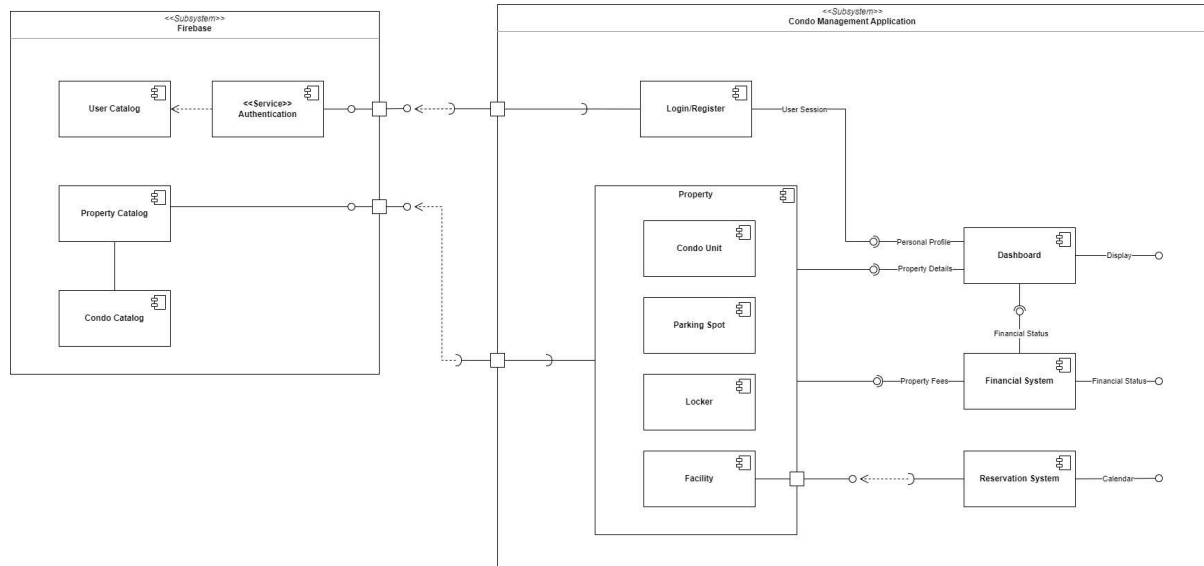 <<Subsystem>>
Firebase
<<Subsystem>>
Condo Management Application
User Catalog
<<Service>>
Authentication
Login/Register
User Session
Property Catalog
Property
Condo Unit
Personal Profile
Property Details
Dashboard
Display
Condo Catalog
Parking Spot
Financial Status
Property Fees
Financial System
Financial Status
Locker
Facility
Reservation System
Calendar